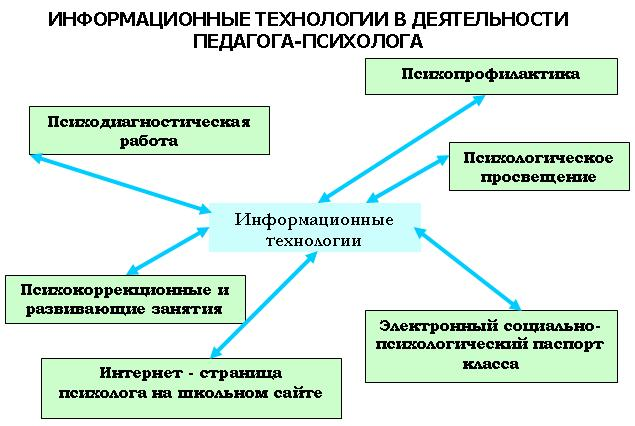 ИНФОРМАЦИОННЫЕ ТЕХНОЛОГИИ В ДЕЯТЕЛЬНОСТИ
ПЕДАГОГА-ПСИХОЛОГА
Психопрофилактика
Психодиагностическая
работа
Психологическое
просвещение
Информационные
технологии
Психокоррекционные и
развивающие занятия
Электронный социально-
психологический паспорт
класса
Интернет - страница
психолога на школьном сайте